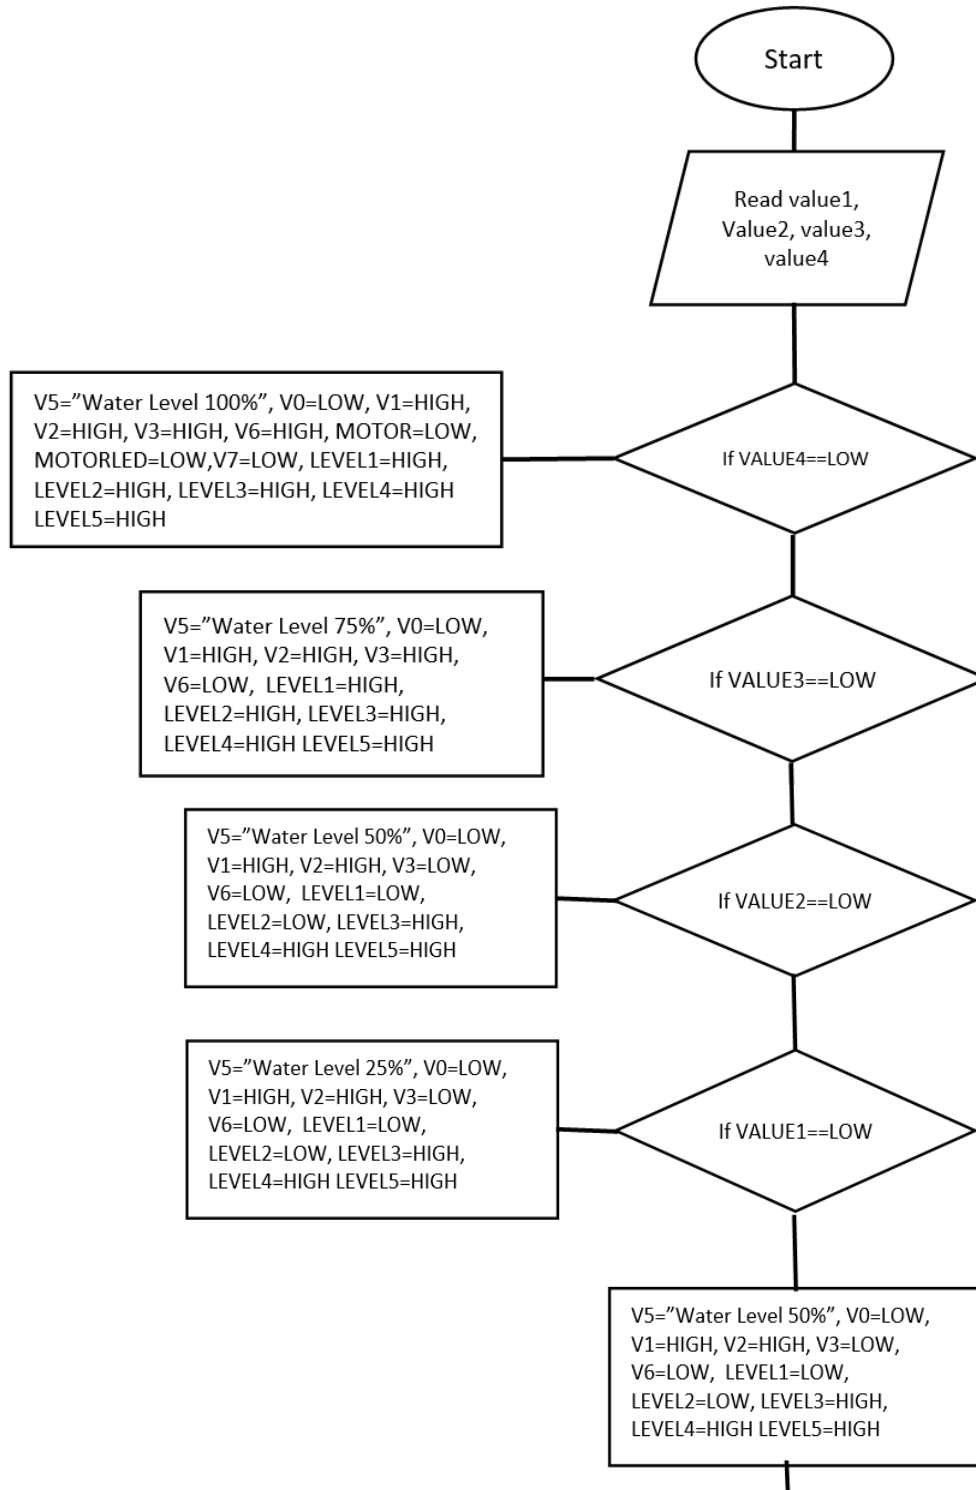 Start
Read value1,
Value2, value3,
value4
V5=”Water Level 100%”, V0=LOW, V1=HIGH,
V2=HIGH, V3=HIGH, V6=HIGH, MOTOR=LOW,
MOTORLED=LOW,V7=LOW, LEVEL1=HIGH,
LEVEL2=HIGH, LEVEL3=HIGH, LEVEL4=HIGH
LEVEL5=HIGH
If VALUE4==LOW
V5=”Water Level 75%”, V0=LOW,
V1=HIGH, V2=HIGH, V3=HIGH,
V6=LOW, LEVEL1=HIGH,
LEVEL2=HIGH, LEVEL3=HIGH,
LEVEL4=HIGH LEVEL5=HIGH
If VALUE3==LOW
V5=”Water Level 50%”, V0=LOW,
V1=HIGH, V2=HIGH, V3=LOW,
V6=LOW, LEVEL1=LOW,
LEVEL2=LOW, LEVEL3=HIGH,
LEVEL4=HIGH LEVEL5=HIGH
If VALUE2==LOW
V5=”Water Level 25%”, V0=LOW,
V1=HIGH, V2=HIGH, V3=LOW,
V6=LOW, LEVEL1=LOW,
LEVEL2=LOW, LEVEL3=HIGH,
LEVEL4=HIGH LEVEL5=HIGH
If VALUE1==LOW
V5=”Water Level 50%”, V0=LOW,
V1=HIGH, V2=HIGH, V3=LOW,
V6=LOW, LEVEL1=LOW,
LEVEL2=LOW, LEVEL3=HIGH,
LEVEL4=HIGH LEVEL5=HIGH